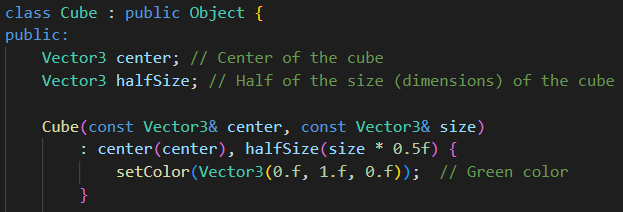 class Cube : public Object {
public:
    Vector3 center; // Center of the cube
    Vector3 halfSize; // Half of the size (dimensions) of the cube

    Cube(const Vector3& center, const Vector3& size)
        : center(center), halfSize(size * 0.5f) {
            setColor(Vector3(0.f, 1.f, 0.f));  // Green color
        }